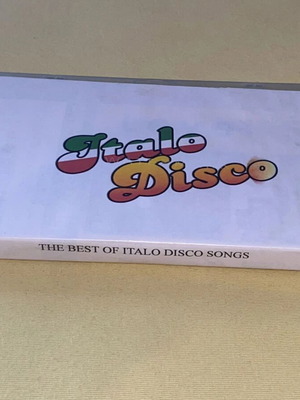 Italo
Disco
THE BEST OF ITALO DISCO SONGS